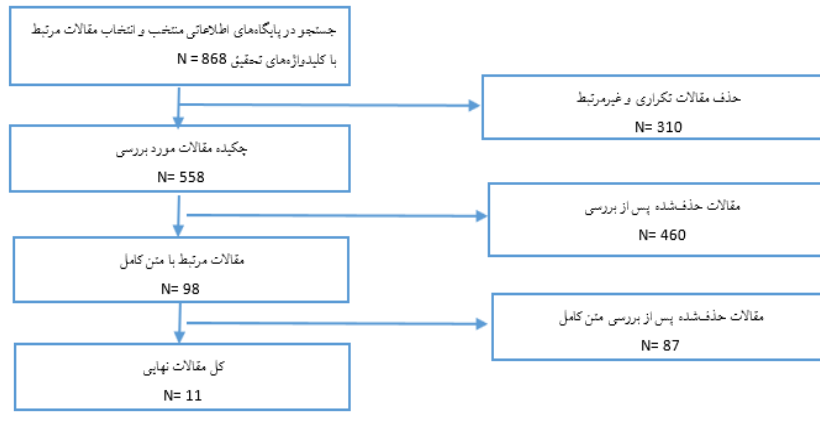 جستجو در پایگاه‌های اطلاعاتی منتخب و انتخاب مقالات مرتبط
با کلیدواژه‌های تحقیق N = 868
حذف مقالات تکراری و غیرمرتبط
N= 310
چکیده مقالات مورد بررسی
N= 558
مقالات حذف‌شده پس از بررسی
N= 460
مقالات مرتبط با متن کامل
N= 98
مقالات حذف‌شده پس از بررسی متن کامل
N= 87
کل مقالات نهایی
N= 11